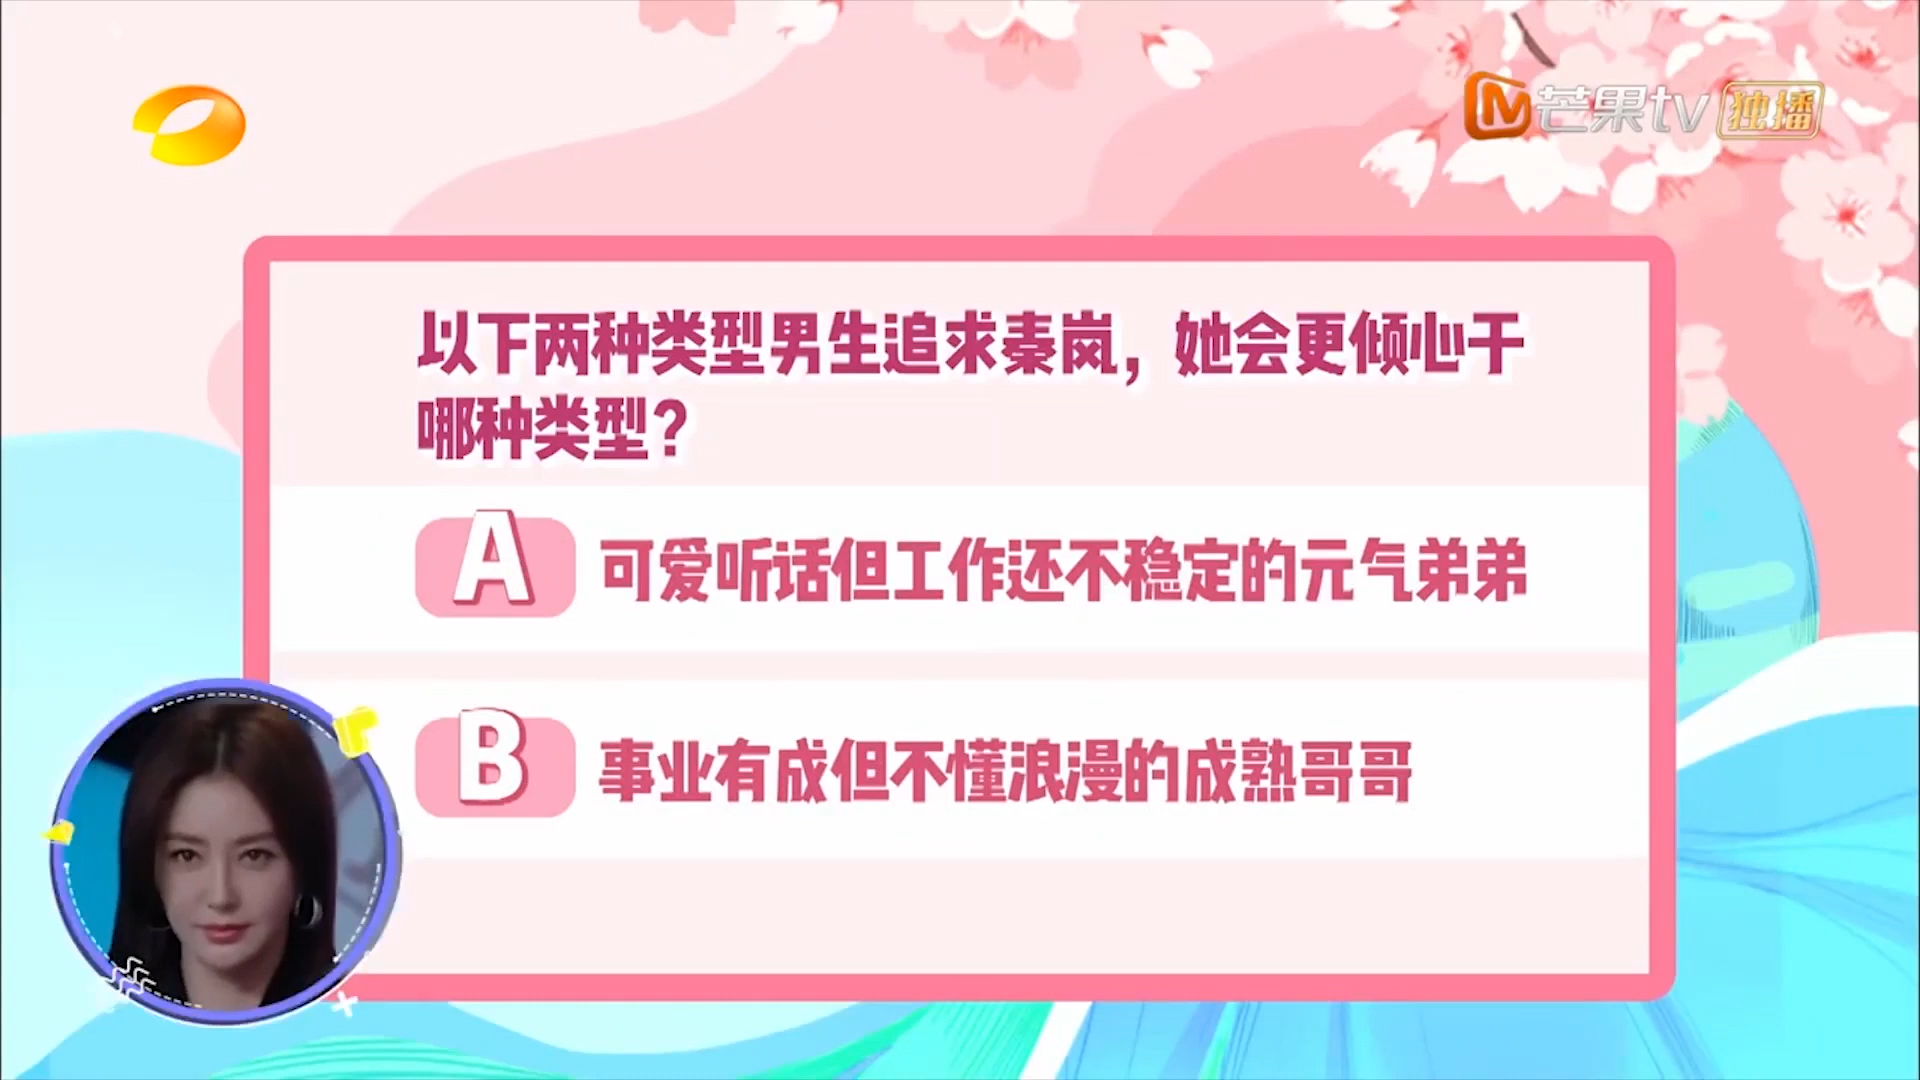 芒果tv 独播
以下两种类型男生追求秦岚，她会更倾心于
哪种类型？
A 可爱听话但工作还不稳定的元气弟弟
B 事业有成但不懂浪漫的成熟哥哥